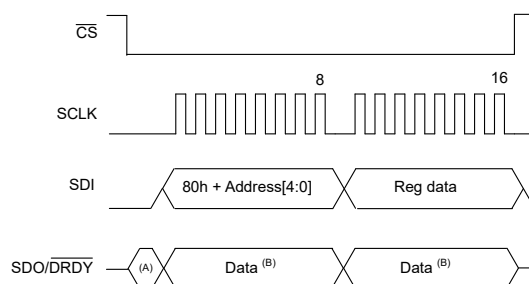 CS
8
16
SCLK
SDI
80h + Address[4:0]
Reg data
SDO/DRDY
(A)
Data (B)
Data (B)